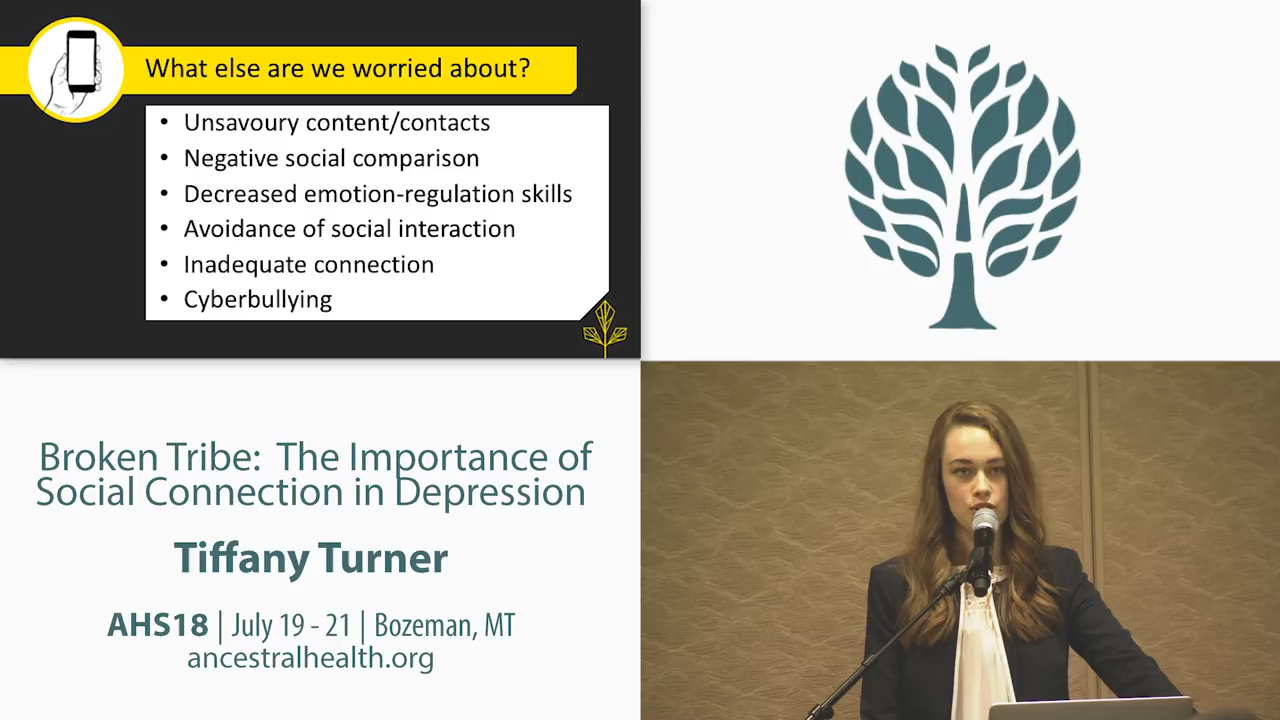 What else are we worried about?
• Unsavoury content/contacts
• Negative social comparison
• Decreased emotion-regulation skills
• Avoidance of social interaction
• Inadequate connection
• Cyberbullying
Broken Tribe: The Importance of
Social Connection in Depression
Tiffany Turner
AHS18 | July 19 - 21 | Bozeman, MT
ancestralhealth.org